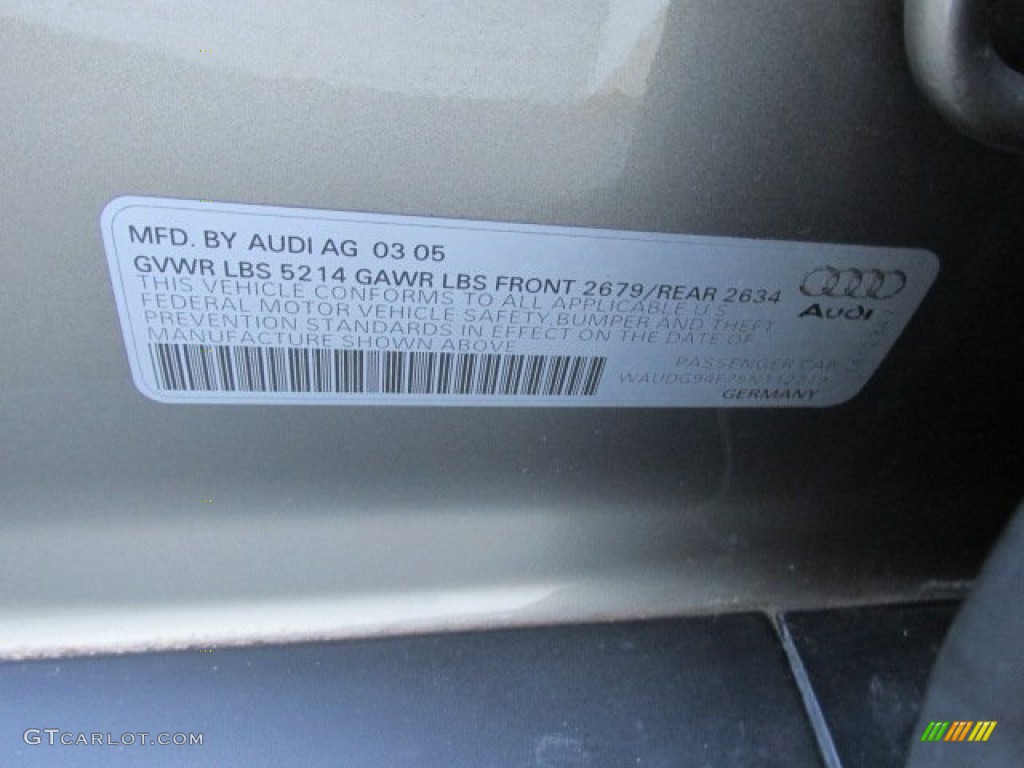 MFD. BY AUDI AG 03 05
GVWR LBS 5214 GAWR LBS FRONT 2679/REAR 2634
THIS VEHICLE CONFORMS TO ALL APPLICABLE U S
FEDERAL MOTOR VEHICLE SAFETY, BUMPER AND THEFT
PREVENTION STANDARDS IN EFFECT ON THE DATE OF
MANUFACTURE SHOWN ABOVE
Audi
PASSENGER CAR
GERMANY
GTCARLOT.COM